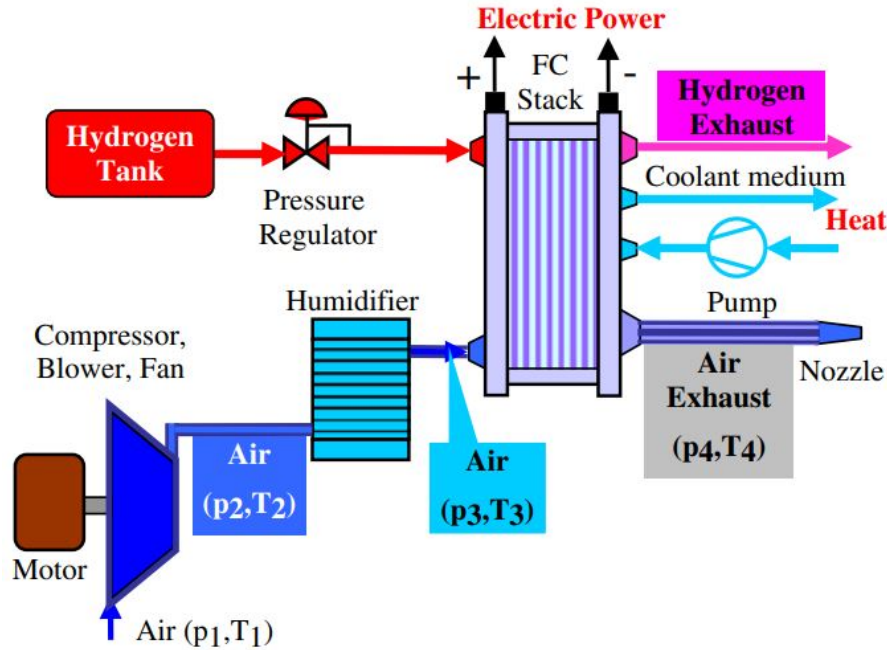 Electric Power
+
FC
Stack
-
Hydrogen
Exhaust
Hydrogen
Tank
Pressure
Regulator
Coolant medium
Heat
Pump
Humidifier
Compressor,
Blower, Fan
Air
Exhaust
(p4,T4)
Nozzle
Air
(p2,T2)
Air
(p3,T3)
Motor
Air (p1,T1)